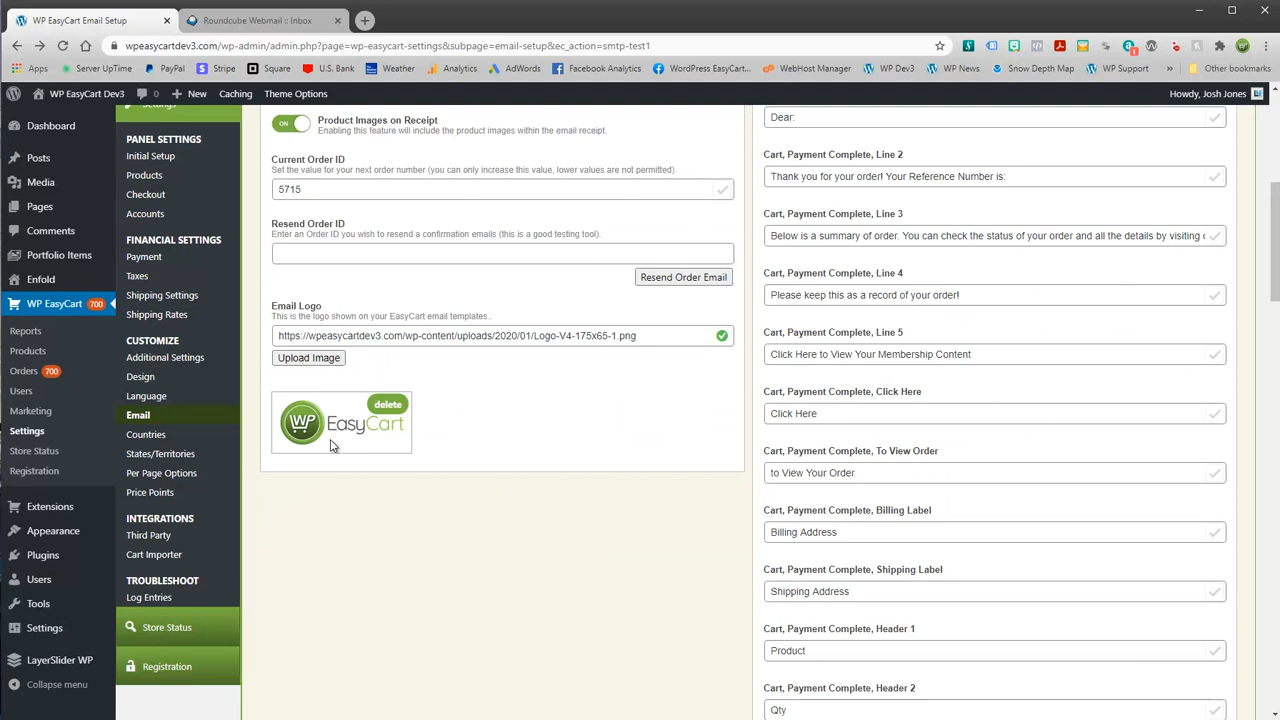 WP EasyCart Email Setup
Roundcube Webmail :: Inbox
wpeasycartdev3.com/wp-admin/admin.php?page=wp-easycart-settings&subpage=email-setup&ec_action=smtp-test1
Apps
Server UpTime
PayPal
Stripe
Square
U.S. Bank
Weather
Analytics
AdWords
Facebook Analytics
WordPress EasyCart...
WebHost Manager
WP Dev3
WP News
Snow Depth Map
WP Support
»
Other bookmarks
WP EasyCart Dev3
0
+ New
Caching
Theme Options
Howdy, Josh Jones
Dashboard
Posts
Media
Pages
Comments
Portfolio Items
Enfold
WP EasyCart 700
Reports
Products
Orders 700
Users
Marketing
Settings
Store Status
Registration
Extensions
Appearance
Plugins
Users
Tools
Settings
LayerSlider WP
Collapse menu
Settings
PANEL SETTINGS
Initial Setup
Products
Checkout
Accounts
FINANCIAL SETTINGS
Payment
Taxes
Shipping Settings
Shipping Rates
CUSTOMIZE
Additional Settings
Design
Language
Email
Countries
States/Territories
Per Page Options
Price Points
INTEGRATIONS
Third Party
Cart Importer
TROUBLESHOOT
Log Entries
Store Status
Registration
ON
Product Images on Receipt
Enabling this feature will include the product images within the email receipt.
Current Order ID
Set the value for your next order number (you can only increase this value, lower values are not permitted).
5715
Resend Order ID
Enter an Order ID you wish to resend a confirmation emails (this is a good testing tool).
Resend Order Email
Email Logo
This is the logo shown on your EasyCart email templates..
https://wpeasycartdev3.com/wp-content/uploads/2020/01/Logo-V4-175x65-1.png
Upload Image
delete
WP EasyCart
Dear:
Cart, Payment Complete, Line 2
Thank you for your order! Your Reference Number is:
Cart, Payment Complete, Line 3
Below is a summary of order. You can check the status of your order and all the details by visiting
Cart, Payment Complete, Line 4
Please keep this as a record of your order!
Cart, Payment Complete, Line 5
Click Here to View Your Membership Content
Cart, Payment Complete, Click Here
Click Here
Cart, Payment Complete, To View Order
to View Your Order
Cart, Payment Complete, Billing Label
Billing Address
Cart, Payment Complete, Shipping Label
Shipping Address
Cart, Payment Complete, Header 1
Product
Cart, Payment Complete, Header 2
Qty